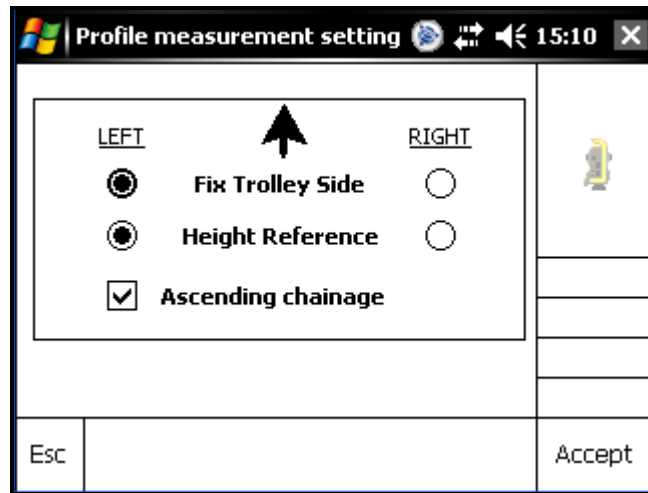 Profile measurement setting 15:10
LEFT RIGHT
Fix Trolley Side
Height Reference
Ascending chainage
Esc Accept